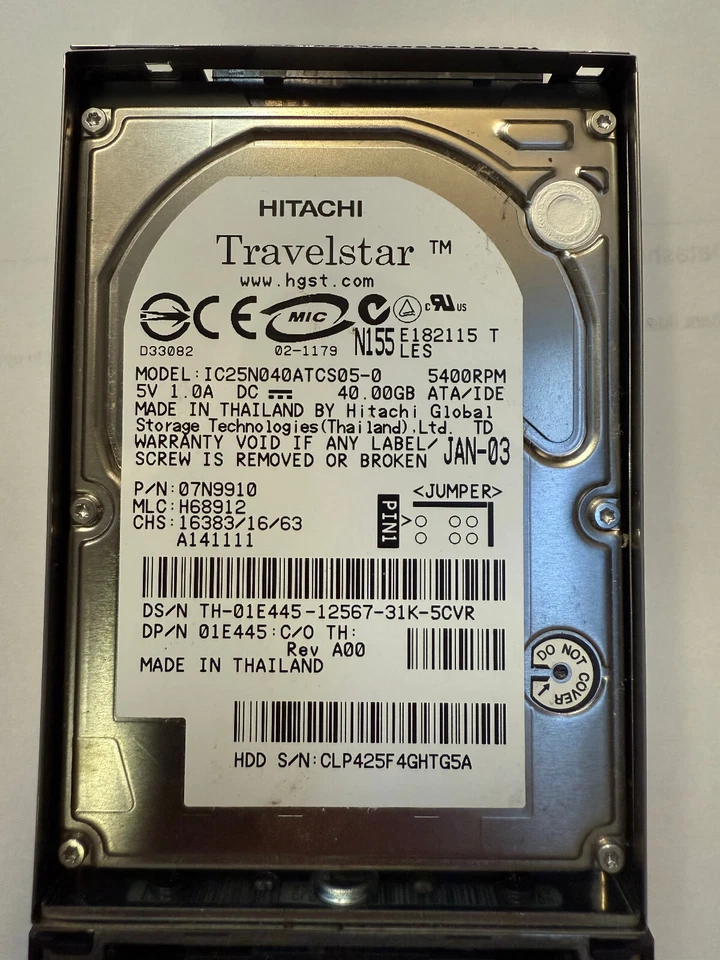 HITACHI
Travelstar ™
www.hgst.com
CE MIC c RU us
D33082 02-1179 N155 E182115 T
LES
MODEL:IC25N040ATCS05-0 5400RPM
5V 1.0A DC 40.00GB ATA/IDE
MADE IN THAILAND BY Hitachi Global
Storage Technologies(Thailand).Ltd. TD
WARRANTY VOID IF ANY LABEL/ JAN-03
SCREW IS REMOVED OR BROKEN
P/N:07N9910 <JUMPER>
MLC:H68912 PIN1
CHS:16383/16/63
A141111
DS/N TH-01E445-12567-31K-5CVR
DP/N 01E445:C/O TH:
Rev A00
MADE IN THAILAND
DO NOT COVER
HDD S/N:CLP425F4GHTG5A